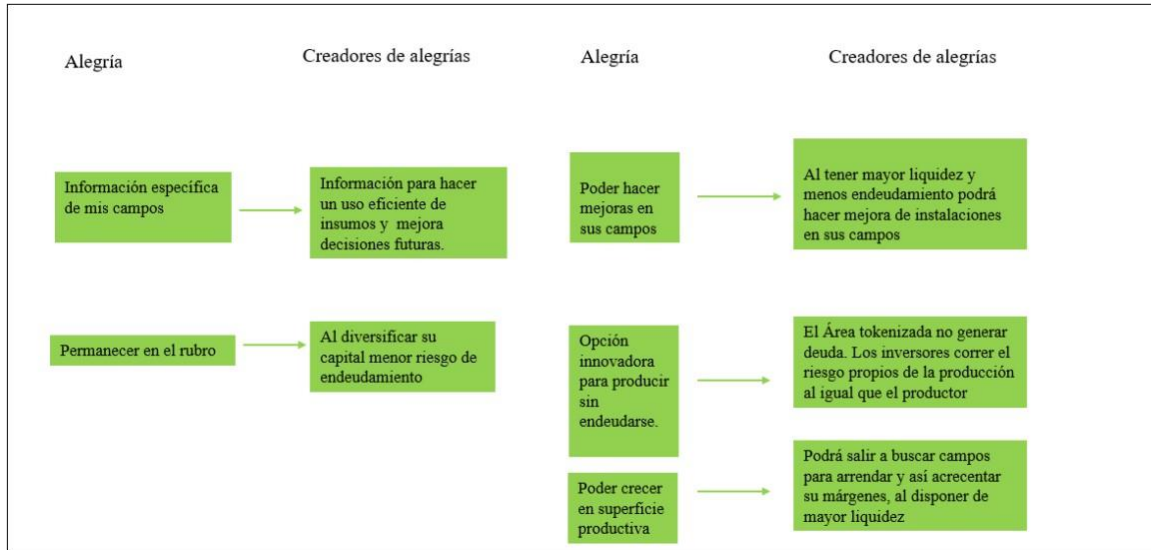 Alegría
Creadores de alegrías
Información específica
de mis campos
Información para hacer
un uso eficiente de
insumos y mejora
decisiones futuras.
Permanecer en el rubro
Al diversificar su
capital menor riesgo de
endeudamiento
Alegría
Creadores de alegrías
Poder hacer
mejoras en
sus campos
Al tener mayor liquidez y
menos endeudamiento podrá
hacer mejora de instalaciones
en sus campos
Opción
innovadora
para producir
sin
endeudarse.
El Área tokenizada no generar
deuda. Los inversores correr el
riesgo propios de la producción
al igual que el productor
Poder crecer
en superficie
productiva
Podrá salir a buscar campos
para arrendar y así acrecentar
su márgenes, al disponer de
mayor liquidez